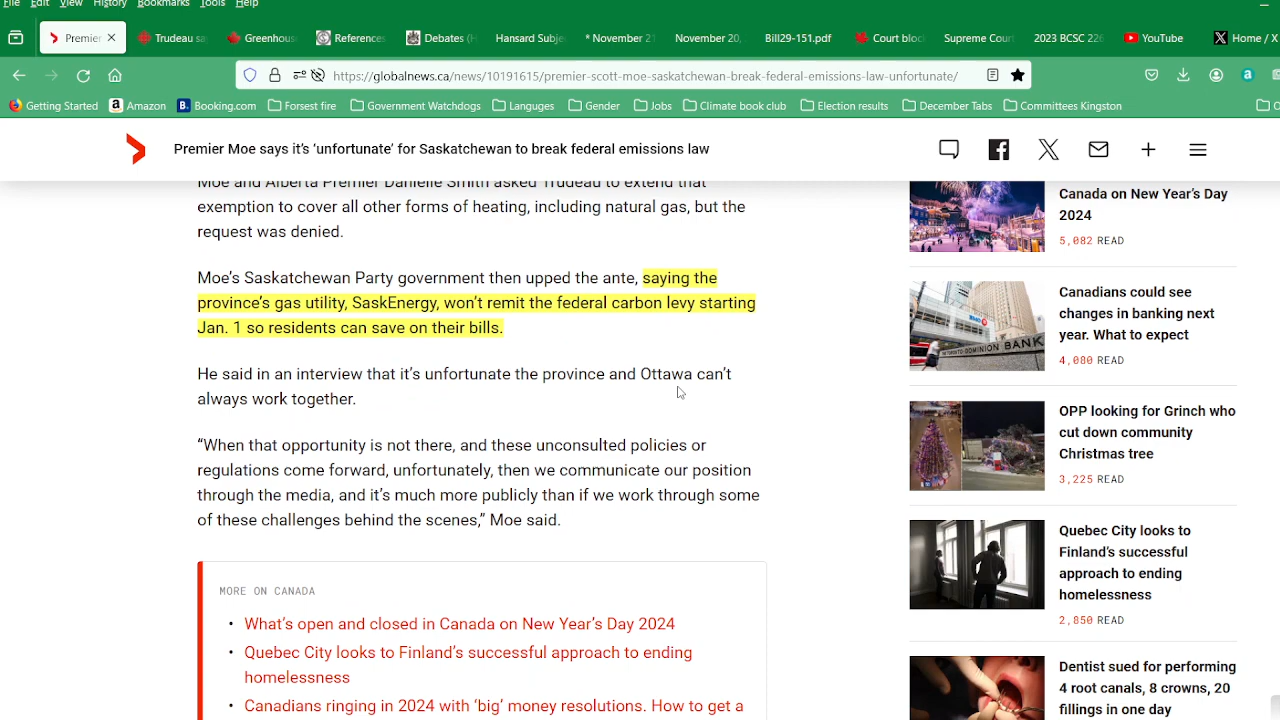 File Edit View History Bookmarks Tools Help
Premier
Trudeau sa
Greenhous
References
Debates (H
Hansard Subje
* November 21
November 20,
Bill29-151.pdf
Court bloc
Supreme Cour
2023 BCSC 226
YouTube
Home / X
https://globalnews.ca/news/10191615/premier-scott-moe-saskatchewan-break-federal-emissions-law-unfortunate/
Getting Started
Amazon
Booking.com
Forsest fire
Government Watchdogs
Languges
Gender
Jobs
Climate book club
Election results
December Tabs
Committees Kingston
Premier Moe says it’s ‘unfortunate’ for Saskatchewan to break federal emissions law
Moe and Alberta Premier Danielle Smith asked Trudeau to extend that
exemption to cover all other forms of heating, including natural gas, but the
request was denied.
Moe’s Saskatchewan Party government then upped the ante, saying the
province’s gas utility, SaskEnergy, won’t remit the federal carbon levy starting
Jan. 1 so residents can save on their bills.
He said in an interview that it’s unfortunate the province and Ottawa can’t
always work together.
“When that opportunity is not there, and these unconsulted policies or
regulations come forward, unfortunately, then we communicate our position
through the media, and it’s much more publicly than if we work through some
of these challenges behind the scenes,” Moe said.
MORE ON CANADA
• What’s open and closed in Canada on New Year’s Day 2024
• Quebec City looks to Finland’s successful approach to ending
homelessness
• Canadians ringing in 2024 with ‘big’ money resolutions. How to get a
Canada on New Year’s Day
2024
5,082 READ
Canadians could see
changes in banking next
year. What to expect
4,080 READ
OPP looking for Grinch who
cut down community
Christmas tree
3,225 READ
Quebec City looks to
Finland’s successful
approach to ending
homelessness
2,850 READ
Dentist sued for performing
4 root canals, 8 crowns, 20
fillings in one day